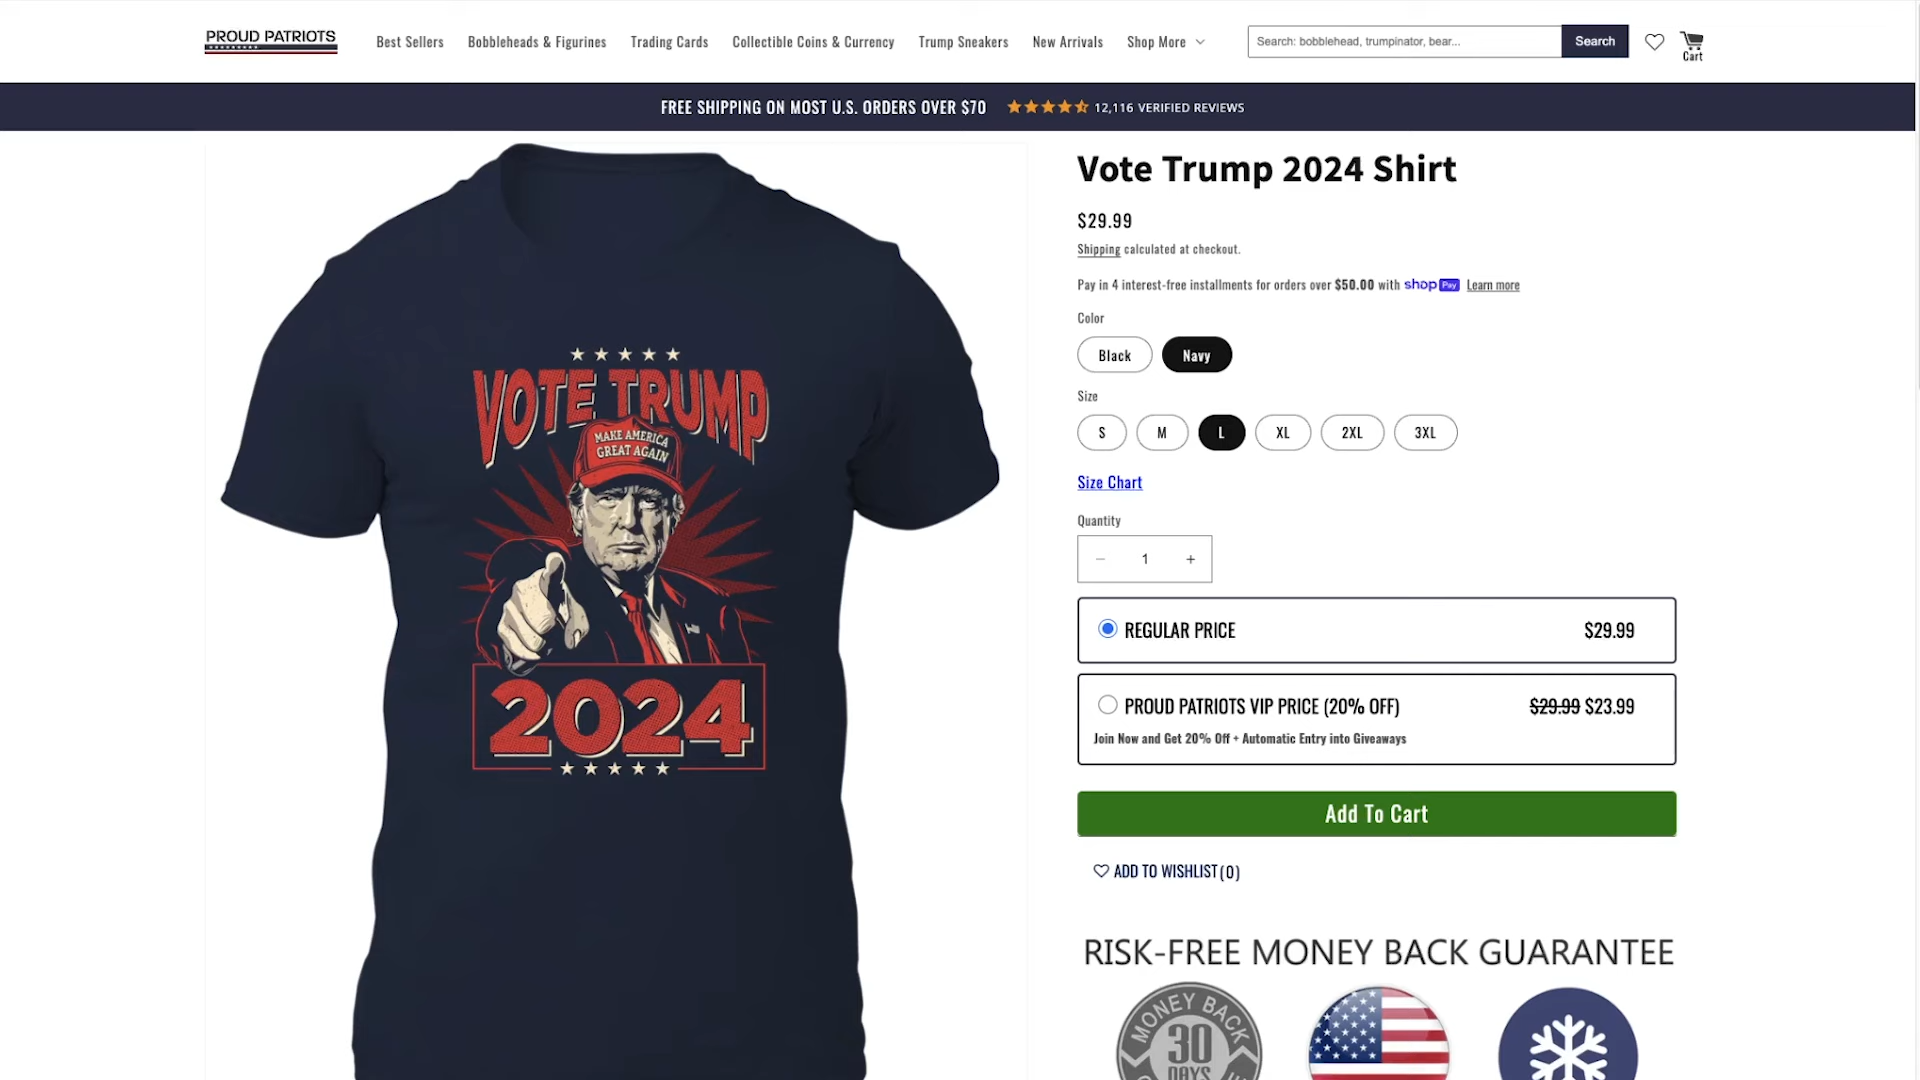 PROUD PATRIOTS
Best Sellers
Bobbleheads & Figurines
Trading Cards
Collectible Coins & Currency
Trump Sneakers
New Arrivals
Shop More
Search: bobblehead, trumpinator, bear...
Search
Cart
FREE SHIPPING ON MOST U.S. ORDERS OVER $70
12,116 VERIFIED REVIEWS
VOTE TRUMP
MAKE AMERICA
GREAT AGAIN
2024
Vote Trump 2024 Shirt
$29.99
Shipping calculated at checkout.
Pay in 4 interest-free installments for orders over $50.00 with shop Pay Learn more
Color
Black
Navy
Size
S
M
L
XL
2XL
3XL
Size Chart
Quantity
− 1 +
REGULAR PRICE $29.99
PROUD PATRIOTS VIP PRICE (20% OFF) $29.99 $23.99
Join Now and Get 20% Off + Automatic Entry into Giveaways
Add To Cart
ADD TO WISHLIST (0)
RISK-FREE MONEY BACK GUARANTEE
MONEY BACK
30
DAYS